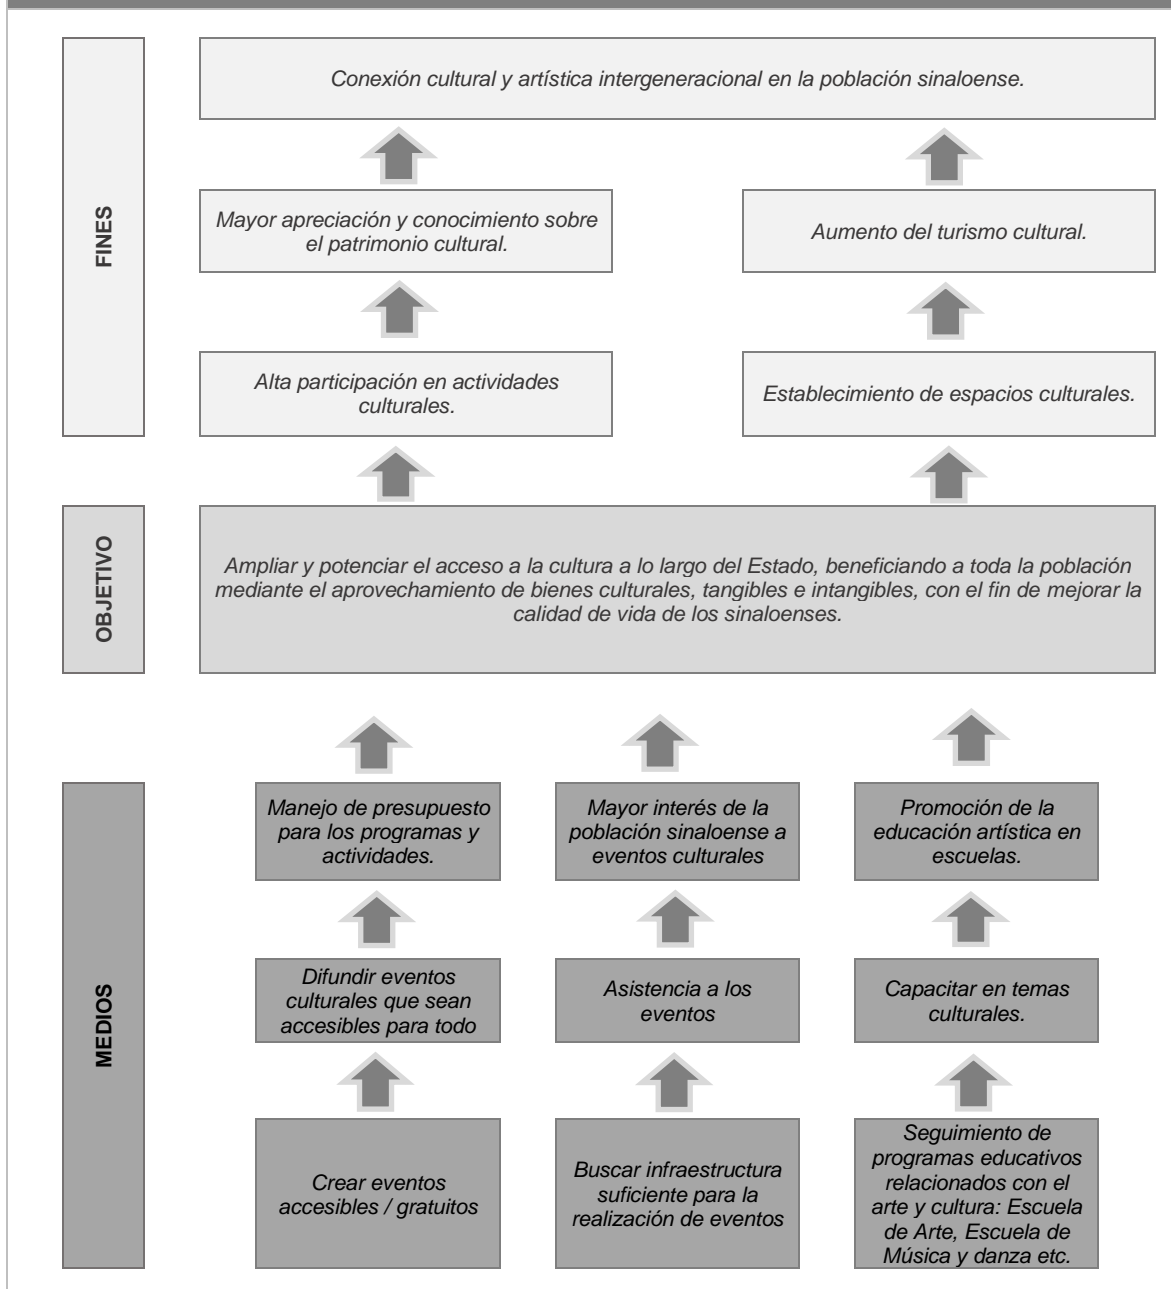 FINES
Conexión cultural y artística intergeneracional en la población sinaloense.
Mayor apreciación y conocimiento sobre
el patrimonio cultural.
Aumento del turismo cultural.
Alta participación en actividades
culturales.
Establecimiento de espacios culturales.
OBJETIVO
Ampliar y potenciar el acceso a la cultura a lo largo del Estado, beneficiando a toda la población
mediante el aprovechamiento de bienes culturales, tangibles e intangibles, con el fin de mejorar la
calidad de vida de los sinaloenses.
MEDIOS
Manejo de presupuesto
para los programas y
actividades.
Mayor interés de la
población sinaloense a
eventos culturales
Promoción de la
educación artística en
escuelas.
Difundir eventos
culturales que sean
accesibles para todo
Asistencia a los
eventos
Capacitar en temas
culturales.
Crear eventos
accesibles / gratuitos
Buscar infraestructura
suficiente para la
realización de eventos
Seguimiento de
programas educativos
relacionados con el
arte y cultura: Escuela
de Arte, Escuela de
Música y danza etc.